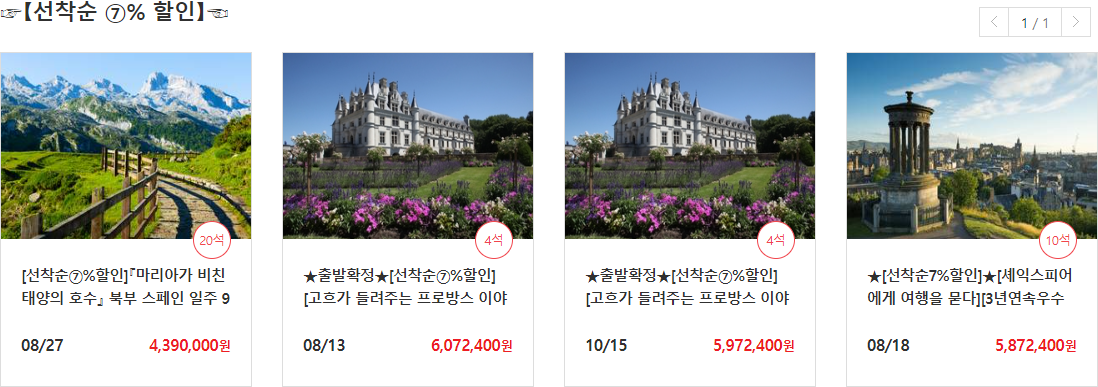 ☞【선착순 ⑦% 할인】☜
1 / 1
20석
[선착순⑦%할인]『마리아가 비친
태양의 호수』 북부 스페인 일주 9
08/27
4,390,000원
4석
★출발확정★[선착순⑦%할인]
[고흐가 들려주는 프로방스 이야
08/13
6,072,400원
4석
★출발확정★[선착순⑦%할인]
[고흐가 들려주는 프로방스 이야
10/15
5,972,400원
10석
★[선착순7%할인]★[셰익스피어
에게 여행을 묻다][3년연속우수
08/18
5,872,400원